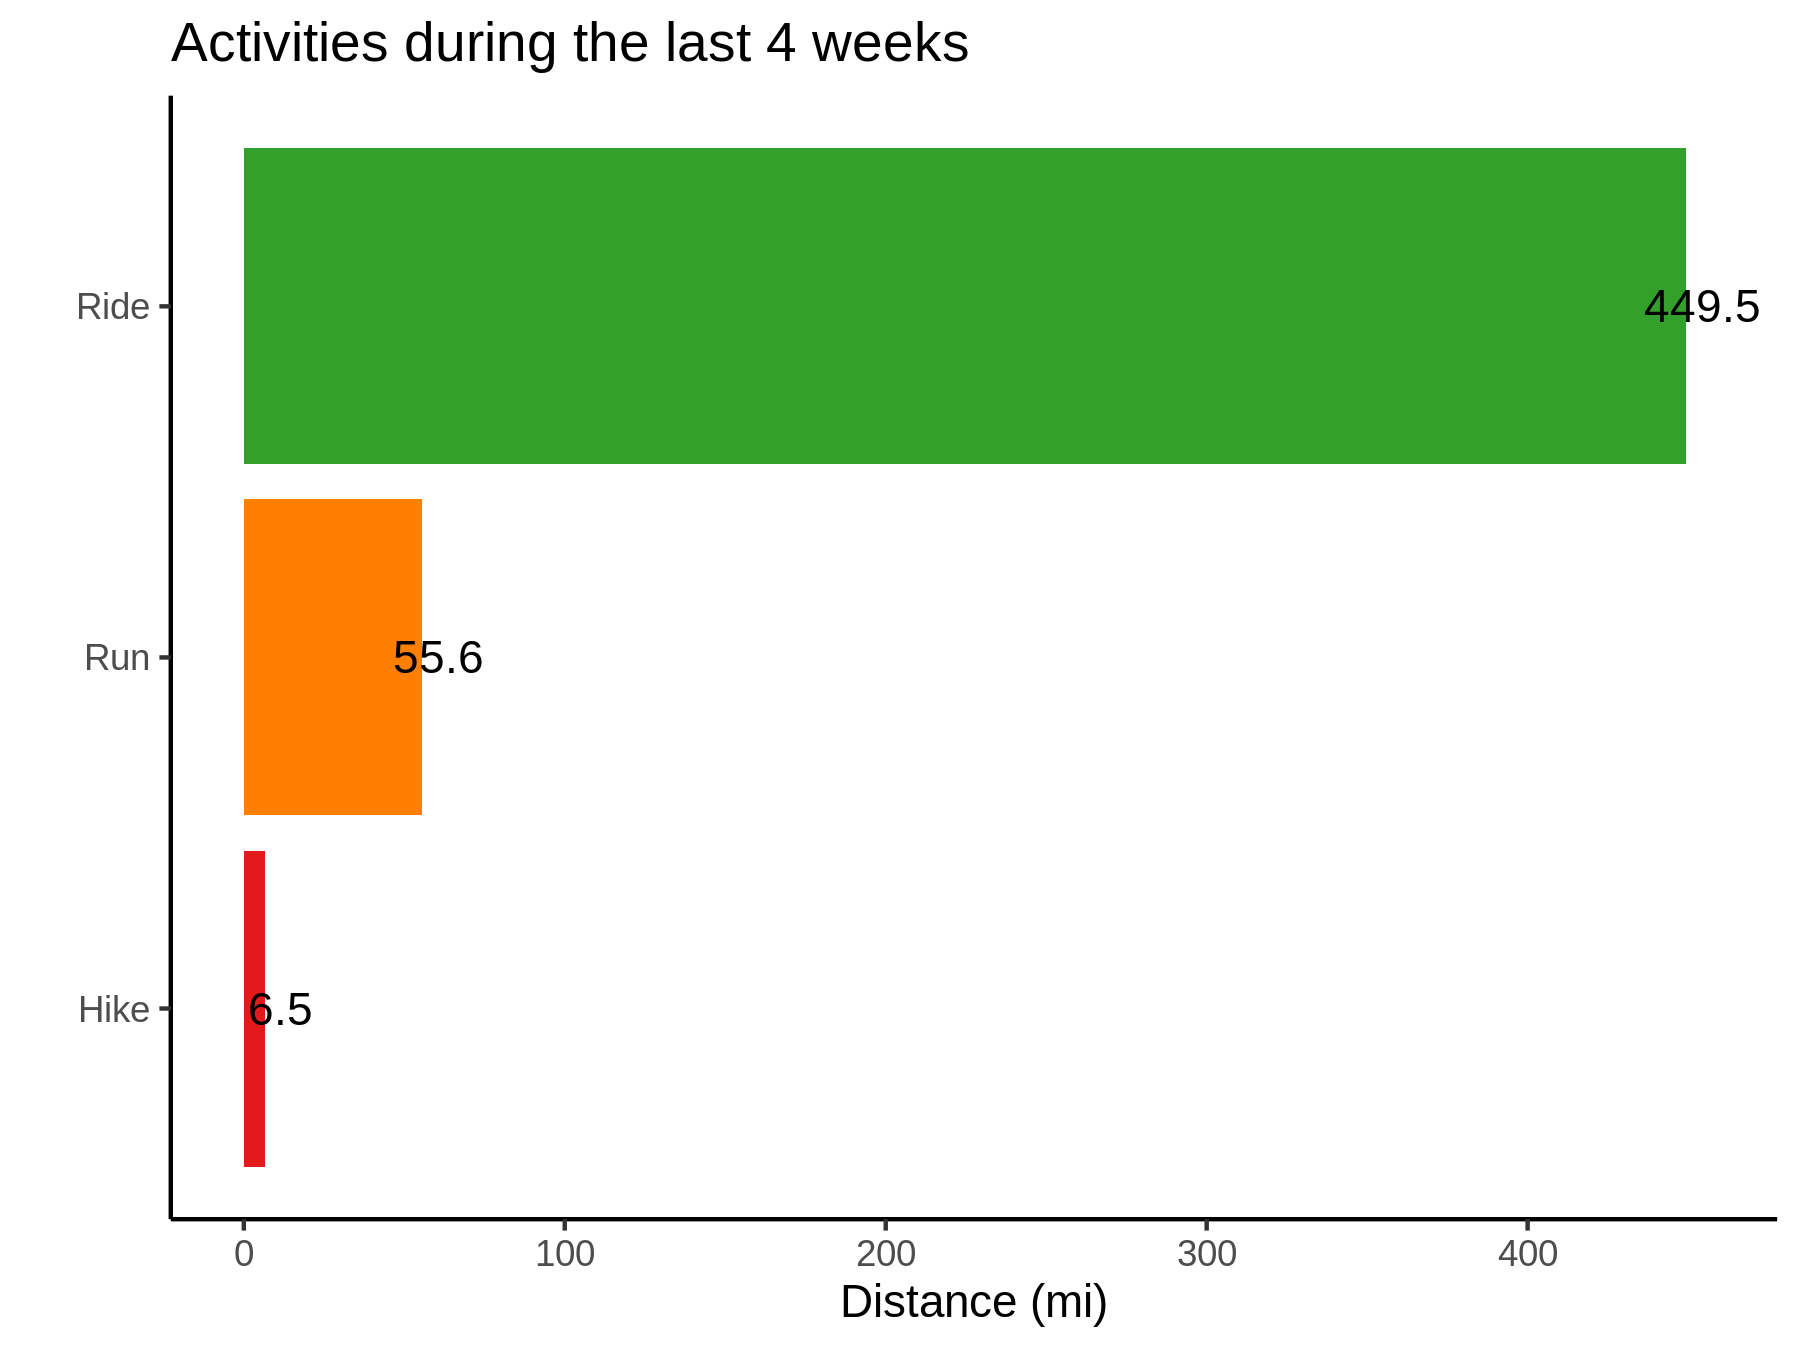 Activities during the last 4 weeks
Ride
449.5
Run
55.6
Hike
6.5
0 100 200 300 400
Distance (mi)